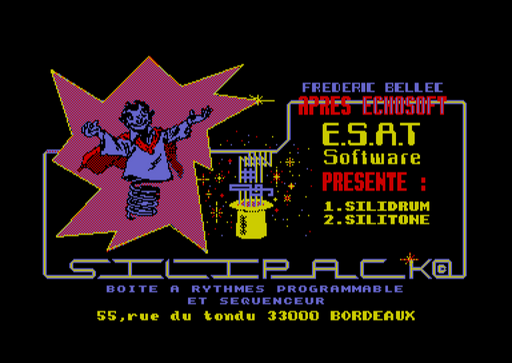 FREDERIC BELLEC
APRES ECHOSOFT
E.S.A.T
Software
PRESENTE :
1.SILIDRUM
2.SILITONE
SILIPACK©
BOITE A RYTHMES PROGRAMMABLE
ET SEQUENCEUR
55,rue du tondu 33000 BORDEAUX